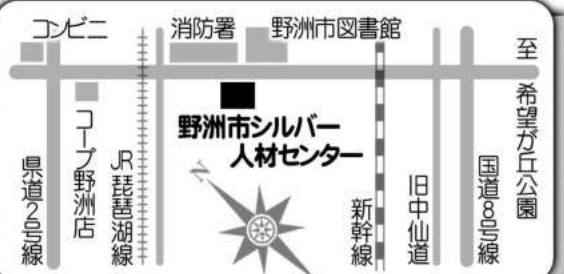 コンビニ
消防署
野洲市図書館
至 希望が丘公園
野洲市シルバー
人材センター
県道2号線
コープ野洲店
JR琵琶湖線
N
新幹線
旧中仙道
国道8号線